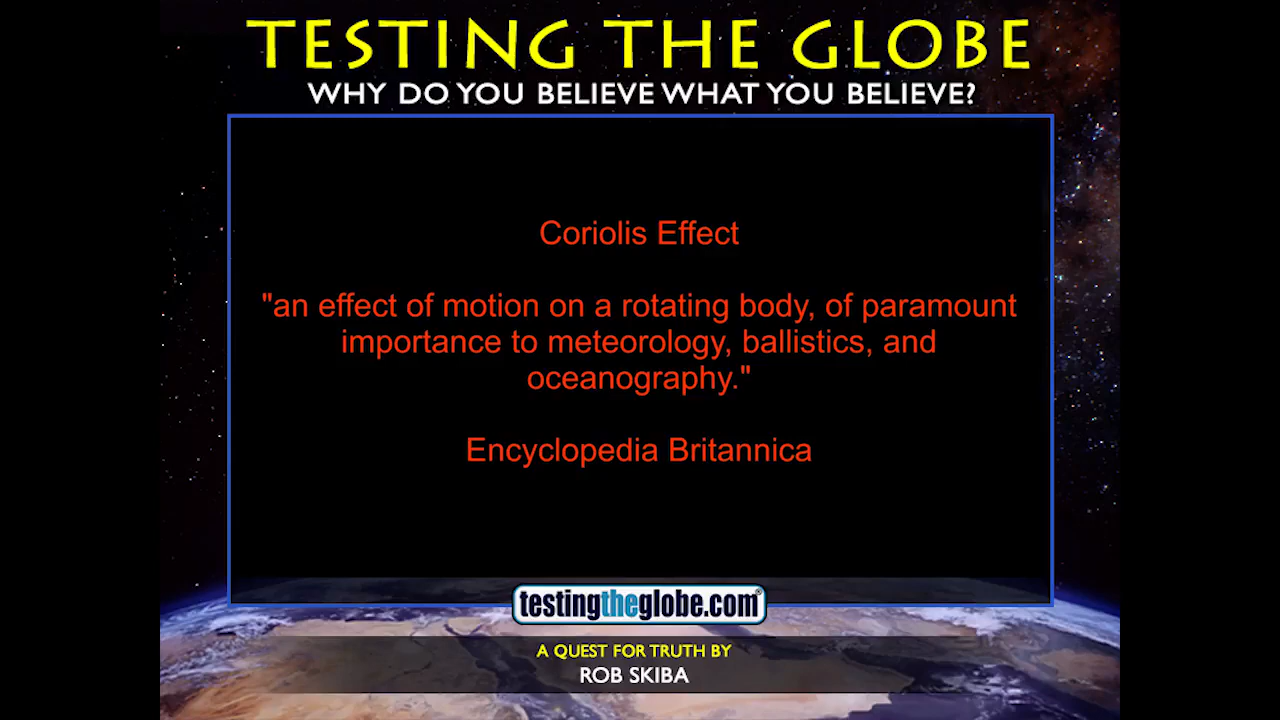 TESTING THE GLOBE
WHY DO YOU BELIEVE WHAT YOU BELIEVE?
Coriolis Effect
"an effect of motion on a rotating body, of paramount
importance to meteorology, ballistics, and
oceanography."
Encyclopedia Britannica
testingtheglobe.com®
A QUEST FOR TRUTH BY
ROB SKIBA